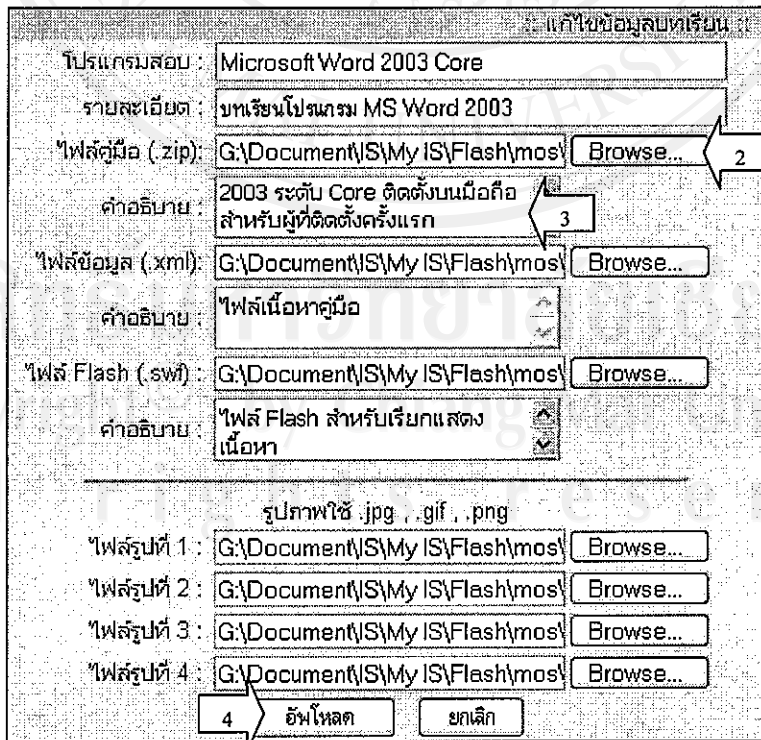 :: แก้ไขข้อมูลบทเรียน ::
โปรแกรมสอบ : Microsoft Word 2003 Core
รายละเอียด : บทเรียนโปรแกรม MS Word 2003
ไฟล์คู่มือ (.zip): G:\Document\IS\My IS\Flash\mos\ Browse... 2
คำอธิบาย : 2003 ระดับ Core ติดตั้งบนมือถือ
สำหรับผู้ที่ติดตั้งครั้งแรก 3
ไฟล์ข้อมูล (.xml): G:\Document\IS\My IS\Flash\mos\ Browse...
คำอธิบาย : ไฟล์เนื้อหาคู่มือ
ไฟล์ Flash (.swf) : G:\Document\IS\My IS\Flash\mos\ Browse...
คำอธิบาย : ไฟล์ Flash สำหรับเรียกแสดง
เนื้อหา
รูปภาพใช้ .jpg , .gif , .png
ไฟล์รูปที่ 1 : G:\Document\IS\My IS\Flash\mos\ Browse...
ไฟล์รูปที่ 2 : G:\Document\IS\My IS\Flash\mos\ Browse...
ไฟล์รูปที่ 3 : G:\Document\IS\My IS\Flash\mos\ Browse...
ไฟล์รูปที่ 4 : G:\Document\IS\My IS\Flash\mos\ Browse...
4 อัพโหลด ยกเลิก